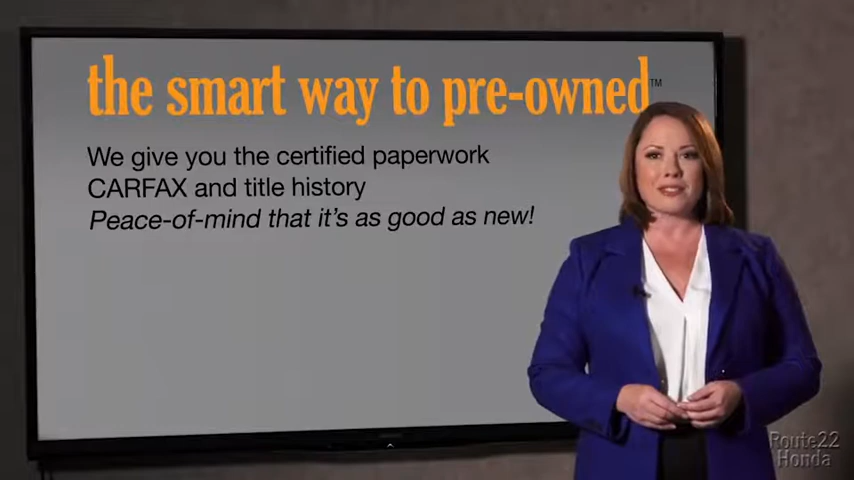 the smart way to pre-owned™
We give you the certified paperwork
CARFAX and title history
Peace-of-mind that it's as good as new!
Route22
Honda